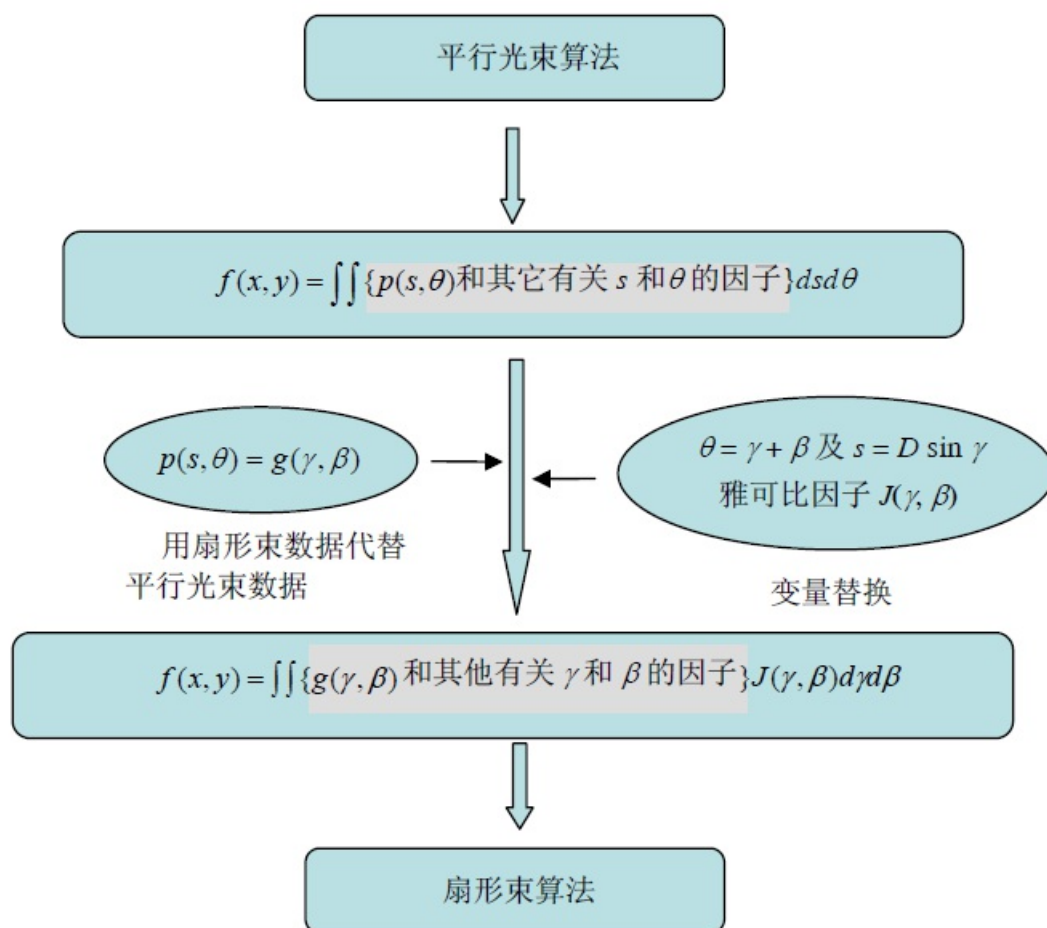 平行光束算法
f(x, y) = ∫∫{p(s,θ)和其它有关 s 和θ的因子}dsdθ
p(s,θ) = g(γ, β)
用扇形束数据代替
平行光束数据
θ = γ + β 及 s = D sin γ
雅可比因子 J(γ, β)
变量替换
f(x, y) = ∫∫{g(γ, β) 和其他有关 γ 和 β 的因子}J(γ, β)dγdβ
扇形束算法